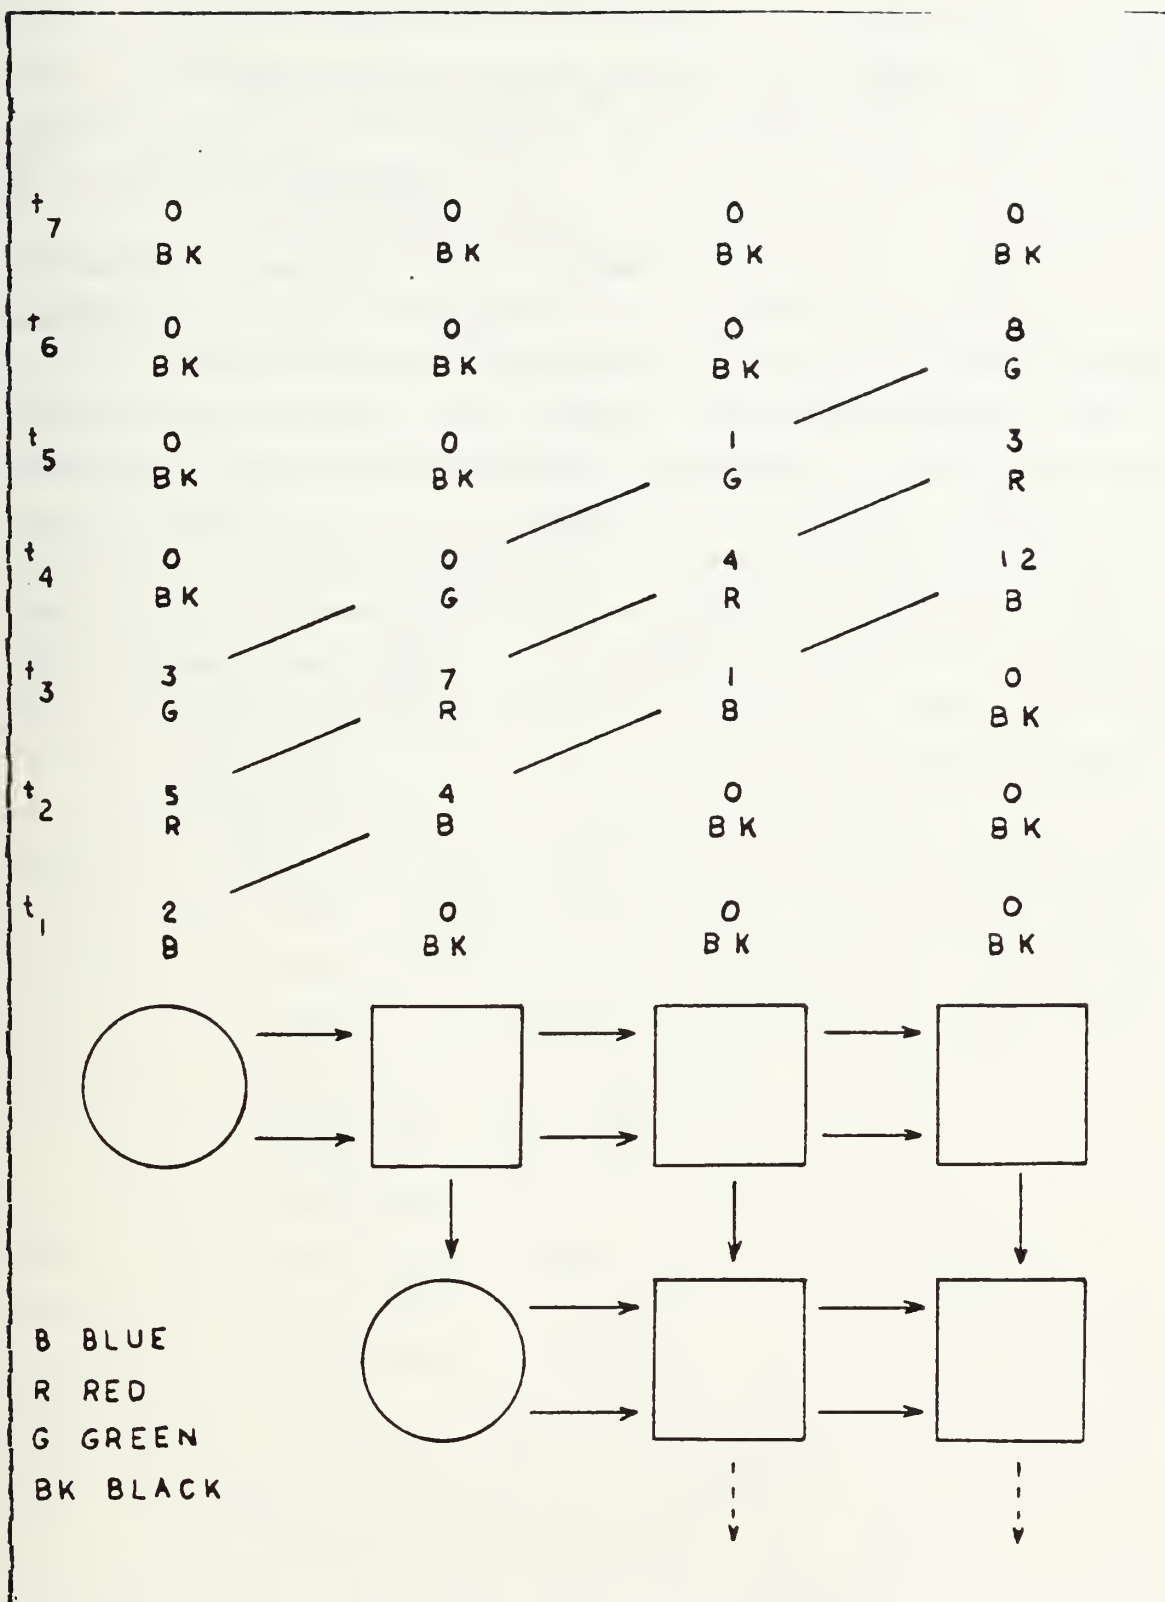 t7 0 0 0 0
BK BK BK BK
t6 0 0 0 8
BK BK BK G
t5 0 0 1 3
BK BK G R
t4 0 0 4 12
BK G R B
t3 3 7 1 0
G R B BK
t2 5 4 0 0
R B BK BK
t1 2 0 0 0
B BK BK BK
B BLUE
R RED
G GREEN
BK BLACK